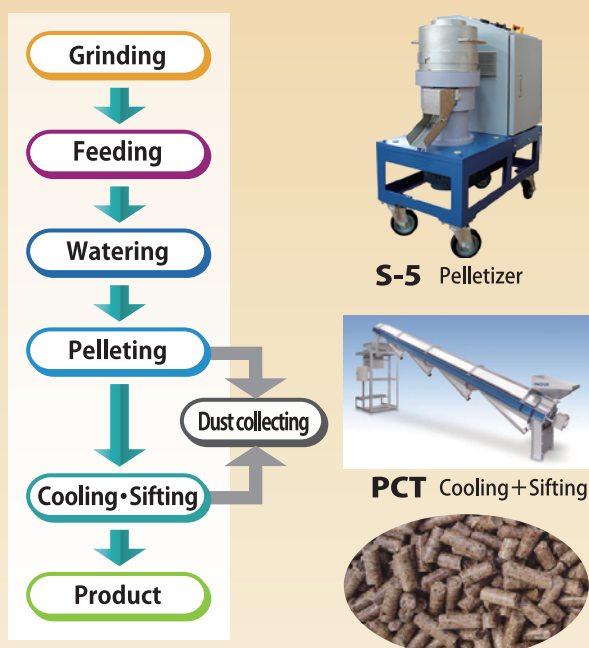 Grinding
Feeding
Watering
Pelleting
Dust collecting
Cooling・Sifting
Product
S-5 Pelletizer
PCT Cooling+Sifting